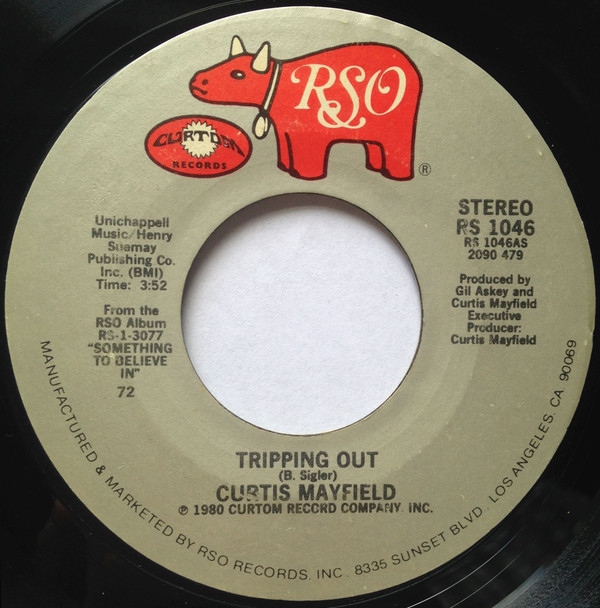 RSO
CURTOM
RECORDS
®
Unichappell
Music/Henry
Suemay
Publishing Co.
Inc. (BMI)
Time: 3:52
From the
RSO Album
RS-1-3077
"SOMETHING
TO BELIEVE
IN"
72
STEREO
RS 1046
RS 1046AS
2090 479
Produced by
Gil Askey and
Curtis Mayfield
Executive
Producer:
Curtis Mayfield
TRIPPING OUT
(B. Sigler)
CURTIS MAYFIELD
℗ 1980 CURTOM RECORD COMPANY, INC.
MANUFACTURED & MARKETED BY RSO RECORDS, INC., 8335 SUNSET BLVD., LOS ANGELES, CA 90069